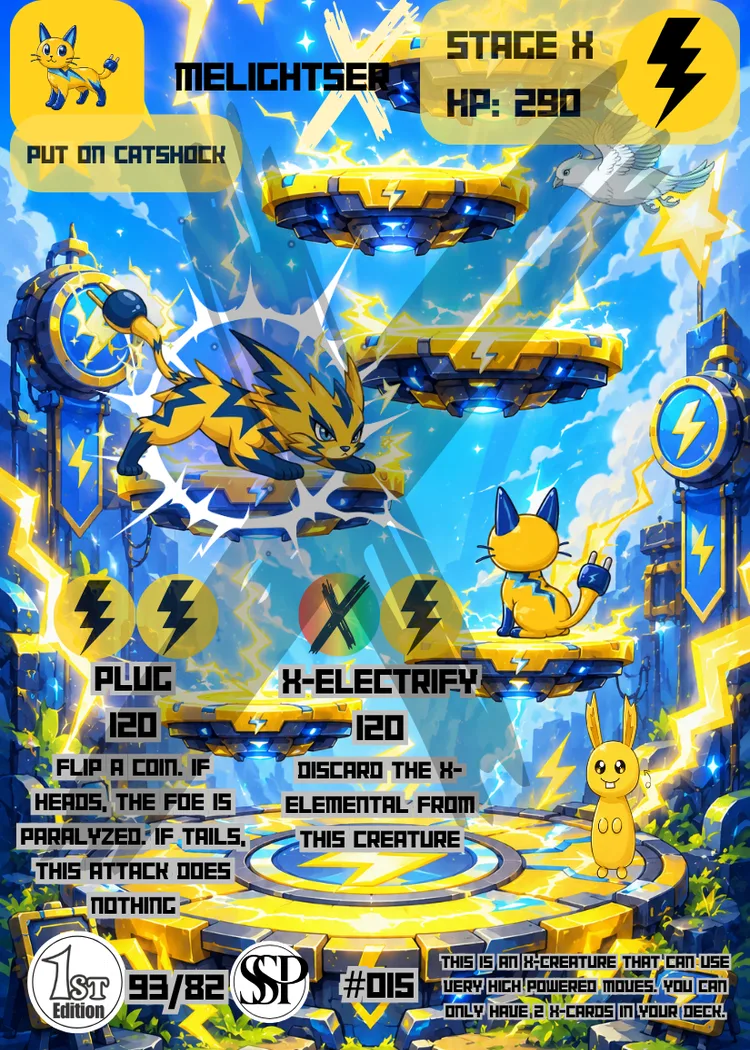 MELIGHTSER X
STAGE X
HP: 290
PUT ON CATSHOCK
X
PLUG
120
FLIP A COIN. IF
HEADS, THE FOE IS
PARALYZED. IF TAILS,
THIS ATTACK DOES
NOTHING
X-ELECTRIFY
120
DISCARD THE X-
ELEMENTAL FROM
THIS CREATURE
1ST
Edition
93/82
SSP
#015
THIS IS AN X-CREATURE THAT CAN USE
VERY HIGH POWERED MOVES. YOU CAN
ONLY HAVE 2 X-CARDS IN YOUR DECK.